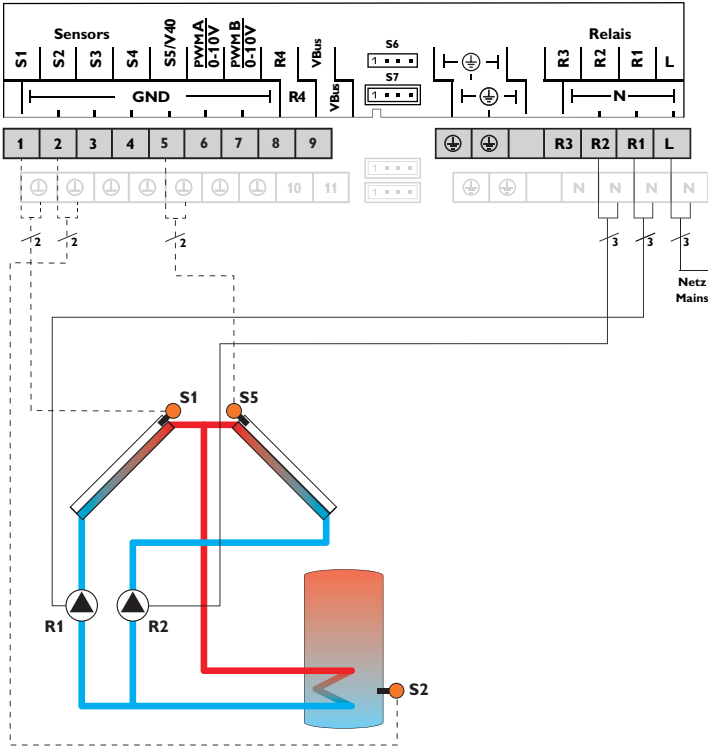 Sensors
Relais
S1 S2 S3 S4 S5/V40 PWM A 0-10V PWM B 0-10V R4 VBus
S6
1
R3 R2 R1 L
S7
1
GND
R4
VBus
N
1 2 3 4 5 6 7 8 9
R3 R2 R1 L
1
10 11
1
N N N N
2 2 2 3 3 3
Netz
Mains
S1 S5
R1 R2
S2